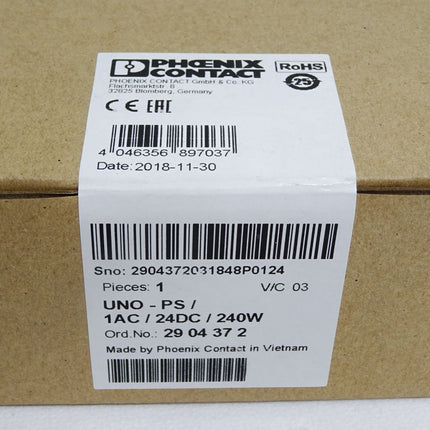 PHŒNIX
CONTACT
RoHS
PHOENIX CONTACT GmbH & Co. KG
Flachsmarktstr. 8
32825 Blomberg, Germany
25
CE EAC
4 046356 897037
Date: 2018-11-30
Sno: 2904372031848P0124
Pieces: 1 V/C 03
UNO - PS /
1AC / 24DC / 240W
Ord.No.: 29 04 37 2
Made by Phoenix Contact in Vietnam